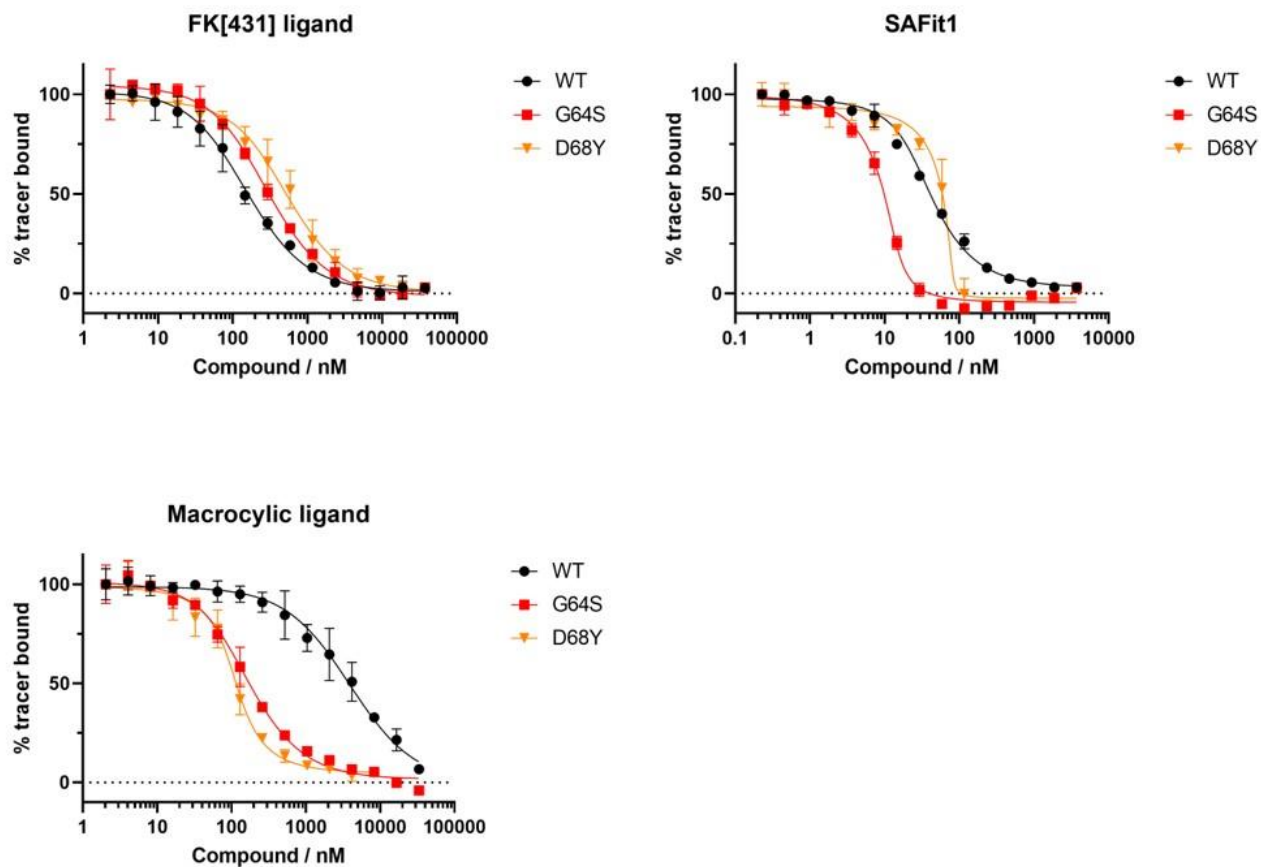 FK[431] ligand
% tracer bound
100
50
0
1 10 100 1000 10000 100000
Compound / nM
WT
G64S
D68Y
SAFit1
% tracer bound
100
50
0
0.1 1 10 100 1000 10000
Compound / nM
WT
G64S
D68Y
Macrocylic ligand
% tracer bound
100
50
0
1 10 100 1000 10000 100000
Compound / nM
WT
G64S
D68Y